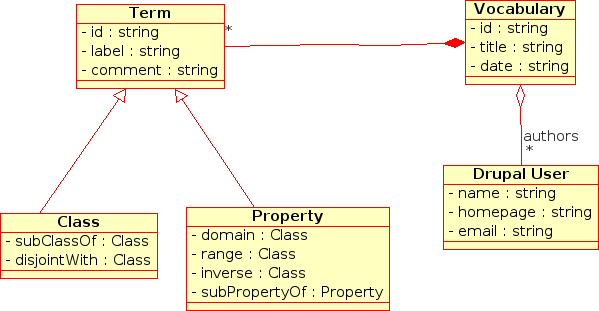 Term
- id : string
- label : string
- comment : string
*
Vocabulary
- id : string
- title : string
- date : string
authors
*
Drupal User
- name : string
- homepage : string
- email : string
Class
- subClassOf : Class
- disjointWith : Class
Property
- domain : Class
- range : Class
- inverse : Class
- subPropertyOf : Property